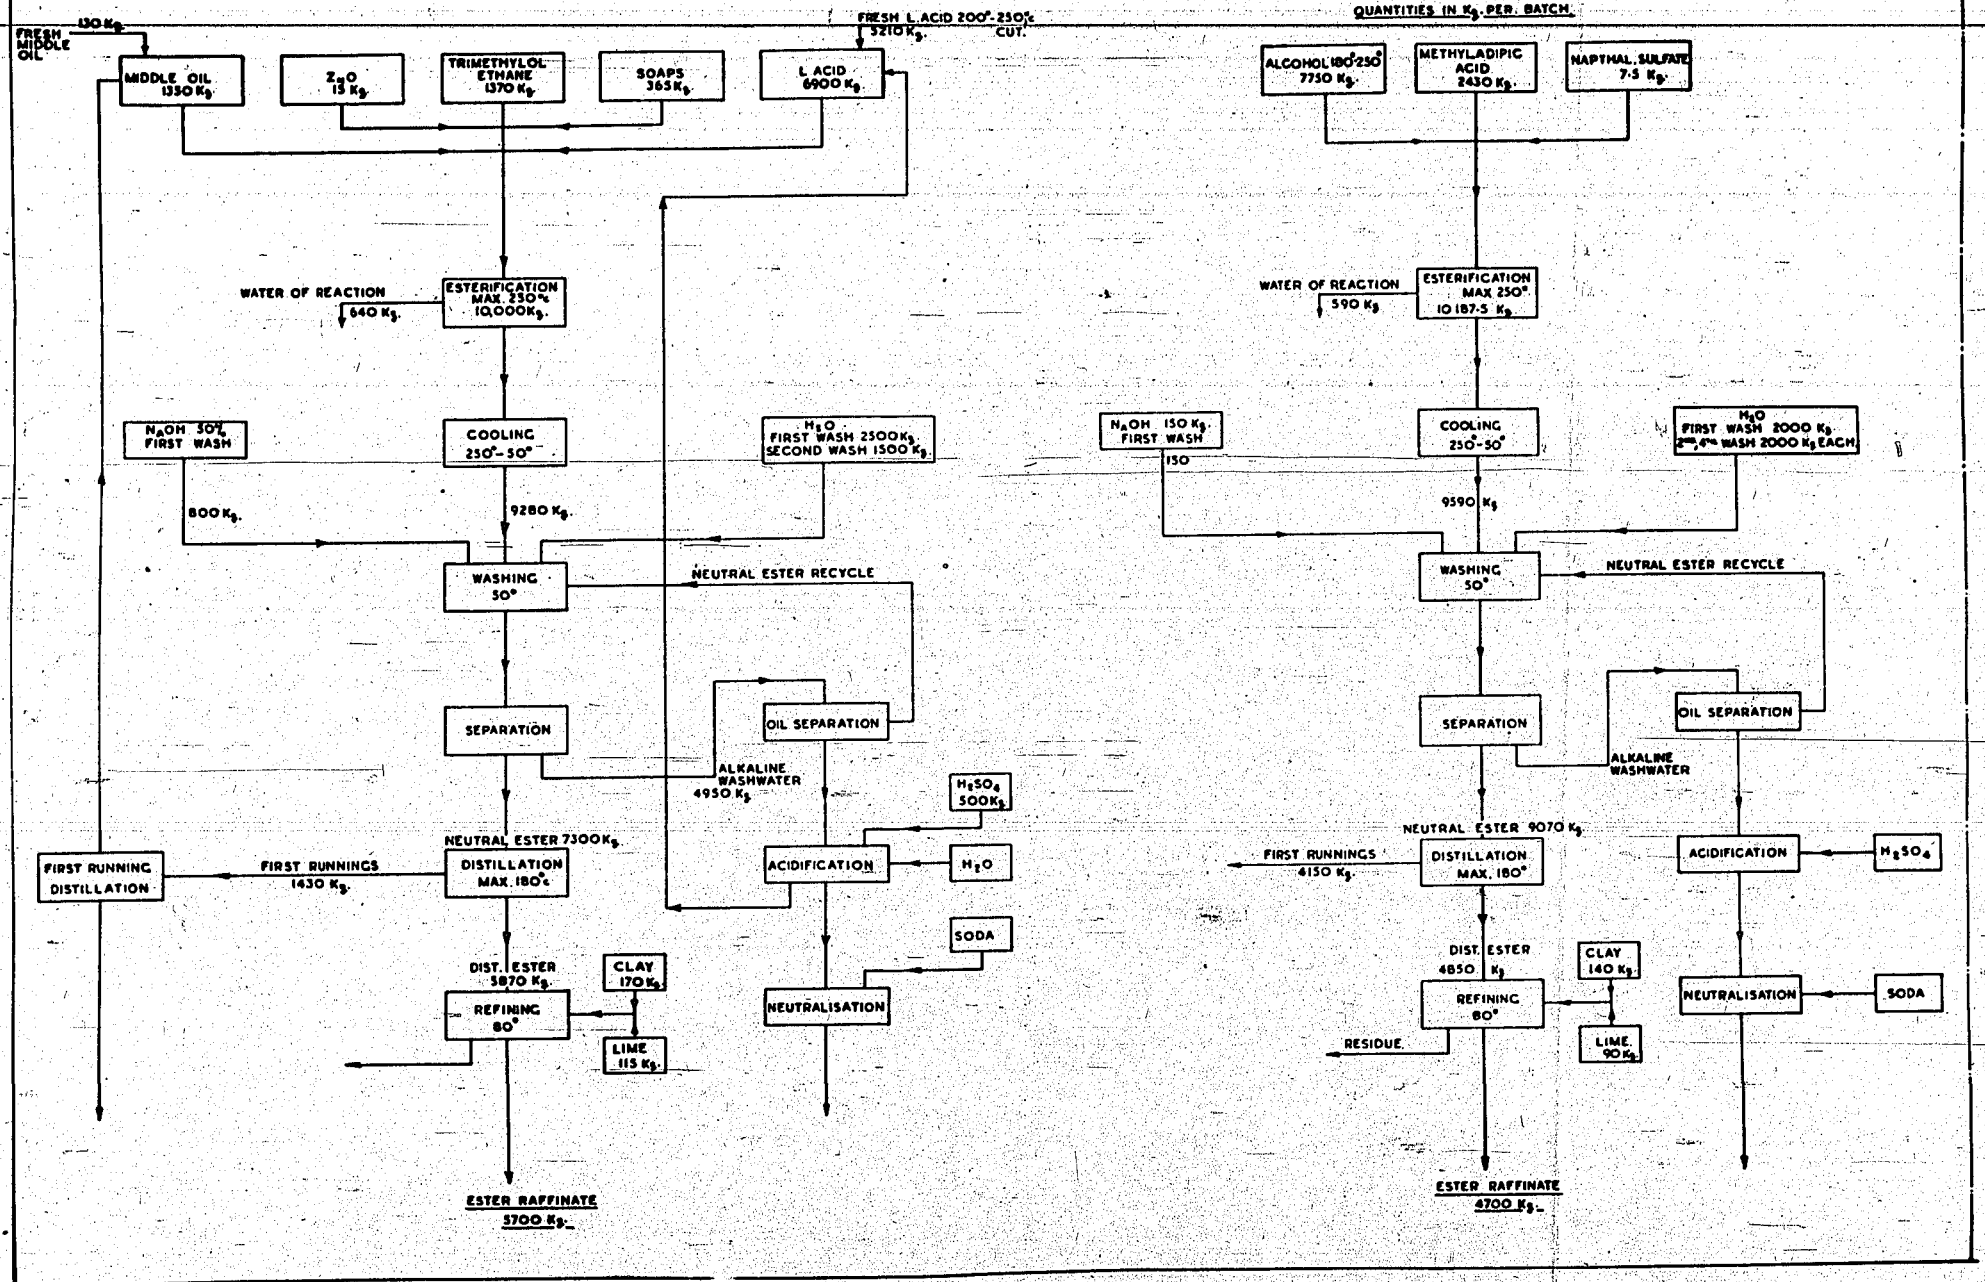 QUANTITIES IN Kg. PER. BATCH.
130 Kg.
FRESH
MIDDLE
OIL
MIDDLE OIL
1350 Kg.
ZnO
15 Kg.
TRIMETHYLOL
ETHANE
1370 Kg.
SOAPS
365 Kg.
FRESH L. ACID 200°-250°c
5210 Kg. CUT.
L ACID
6900 Kg.
WATER OF REACTION
640 Kg.
ESTERIFICATION
MAX. 250°c
10,000Kg.
NAOH 50%
FIRST WASH
800 Kg.
COOLING
250°-50°
9280 Kg.
H₂O
FIRST WASH 2500Kg.
SECOND WASH 1500 Kg.
WASHING
50°
NEUTRAL ESTER RECYCLE
SEPARATION
OIL SEPARATION
ALKALINE
WASHWATER
4950 Kg.
H₂SO₄
500Kg.
NEUTRAL ESTER 7300 Kg.
FIRST RUNNING
DISTILLATION
FIRST RUNNINGS
1430 Kg.
DISTILLATION
MAX. 180°c
ACIDIFICATION
H₂O
SODA
DIST. ESTER
5870 Kg.
CLAY
170 Kg.
REFINING
80°
LIME
115 Kg.
NEUTRALISATION
ESTER RAFFINATE
5700 Kg.
ALCOHOL 180°-250°
7750 Kg.
METHYLADIPIC
ACID
2430 Kg.
NAPTHAL. SULFATE
7.5 Kg.
WATER OF REACTION
590 Kg
ESTERIFICATION
MAX 250°.
10 187.5 Kg.
NAOH 150 Kg.
FIRST WASH
150
COOLING
250°-50°
9590 Kg
H₂O
FIRST WASH 2000 Kg.
2ND, 4TH WASH 2000 Kg EACH.
WASHING
50°
NEUTRAL ESTER RECYCLE
SEPARATION
OIL SEPARATION
ALKALINE
WASHWATER
NEUTRAL ESTER 9070 Kg.
FIRST RUNNINGS
4150 Kg.
DISTILLATION
MAX. 180°
ACIDIFICATION
H₂SO₄
DIST. ESTER
4850 Kg
CLAY
140 Kg.
REFINING
80°
RESIDUE.
LIME.
90Kg.
NEUTRALISATION
SODA
ESTER RAFFINATE
4700 Kg.